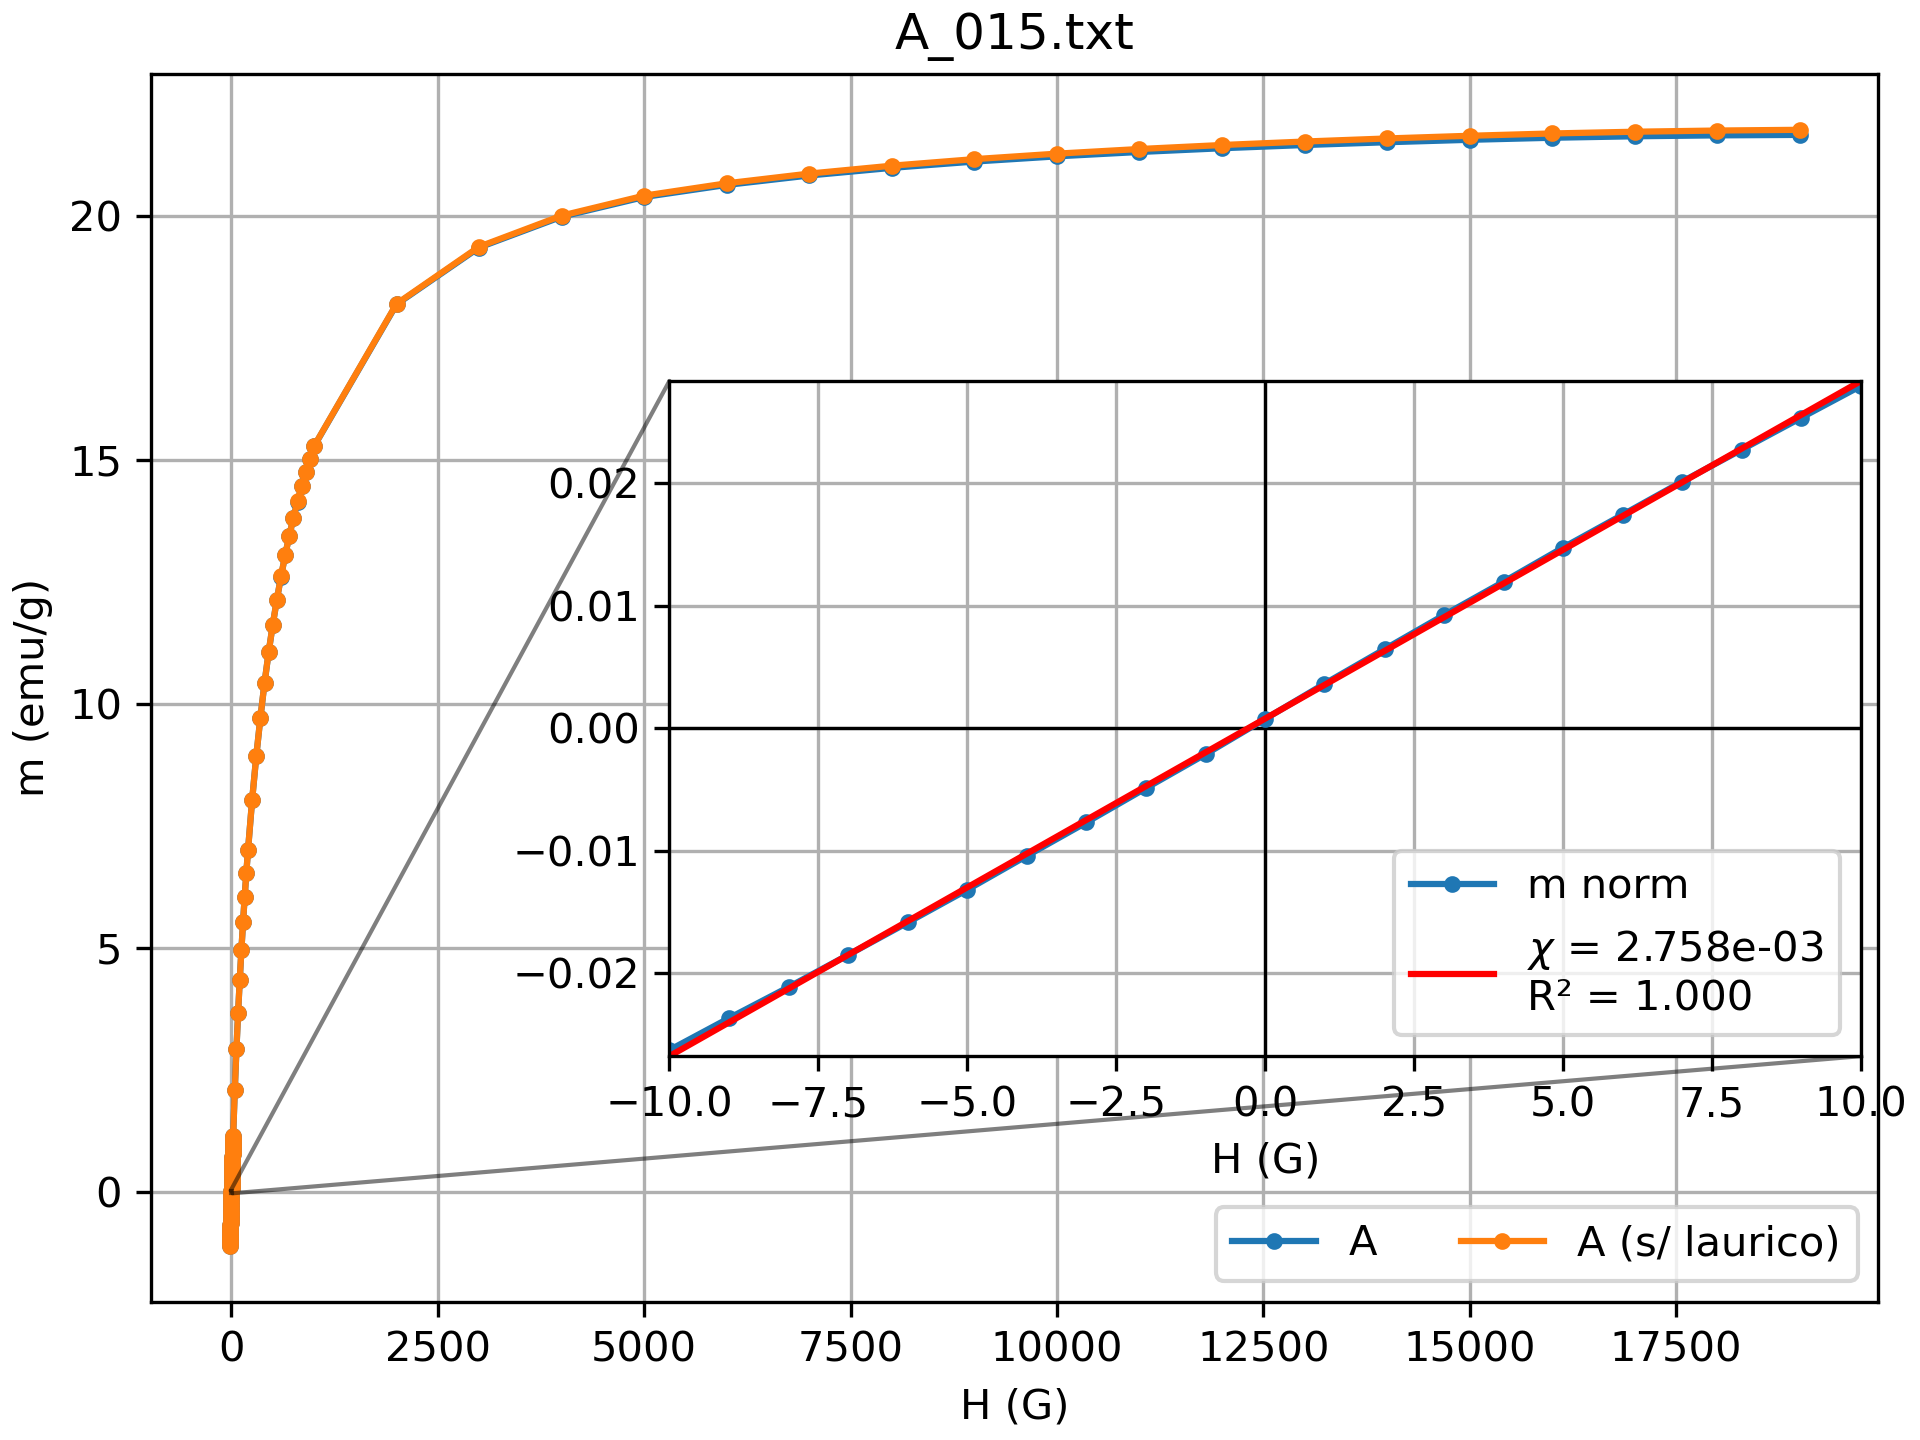 A_015.txt
m (emu/g)
20
15
10
5
0
0.02
0.01
0.00
−0.01
−0.02
m norm
χ = 2.758e-03
R² = 1.000
−10.0 −7.5 −5.0 −2.5 0.0 2.5 5.0 7.5 10.0
H (G)
A A (s/ laurico)
0 2500 5000 7500 10000 12500 15000 17500
H (G)